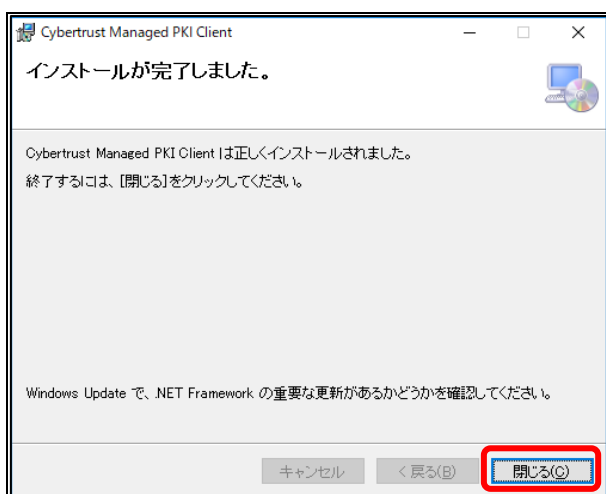 Cybertrust Managed PKI Client
インストールが完了しました。
Cybertrust Managed PKI Client は正しくインストールされました。
終了するには、[閉じる]をクリックしてください。
Windows Update で、.NET Framework の重要な更新があるかどうかを確認してください。
キャンセル
< 戻る(B)
閉じる(C)